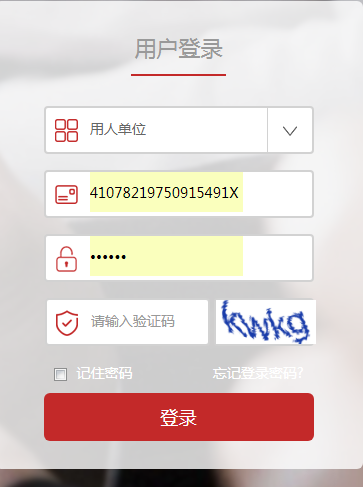 用户登录
用人单位
41078219750915491X
••••••
请输入验证码 kwkg
记住密码 忘记登录密码?
登录